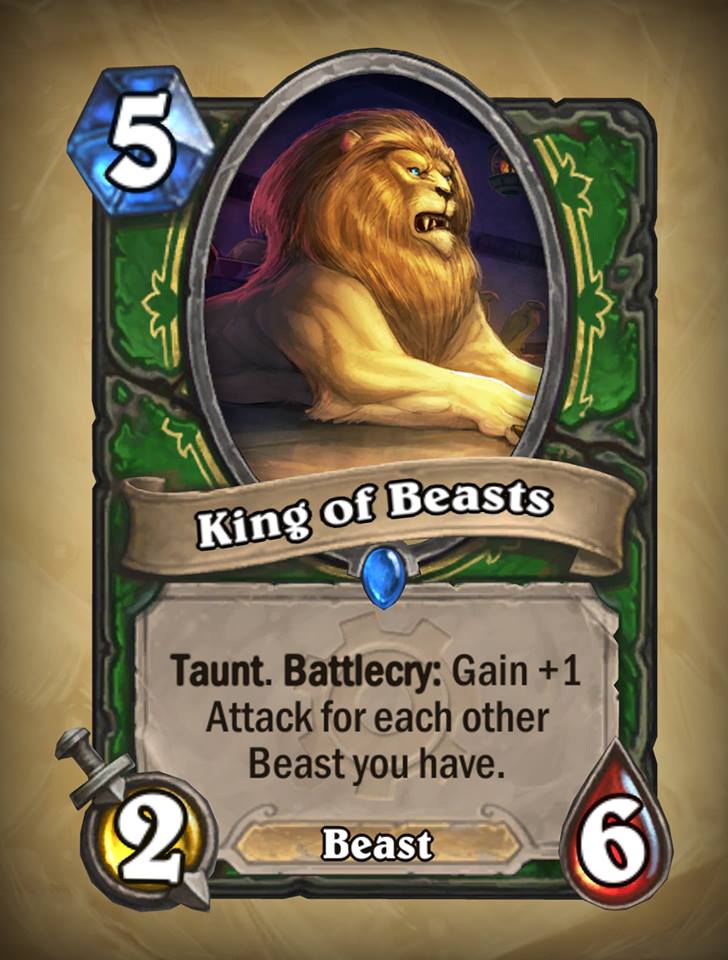 5
King of Beasts
Taunt. Battlecry: Gain +1
Attack for each other
Beast you have.
2
Beast
6